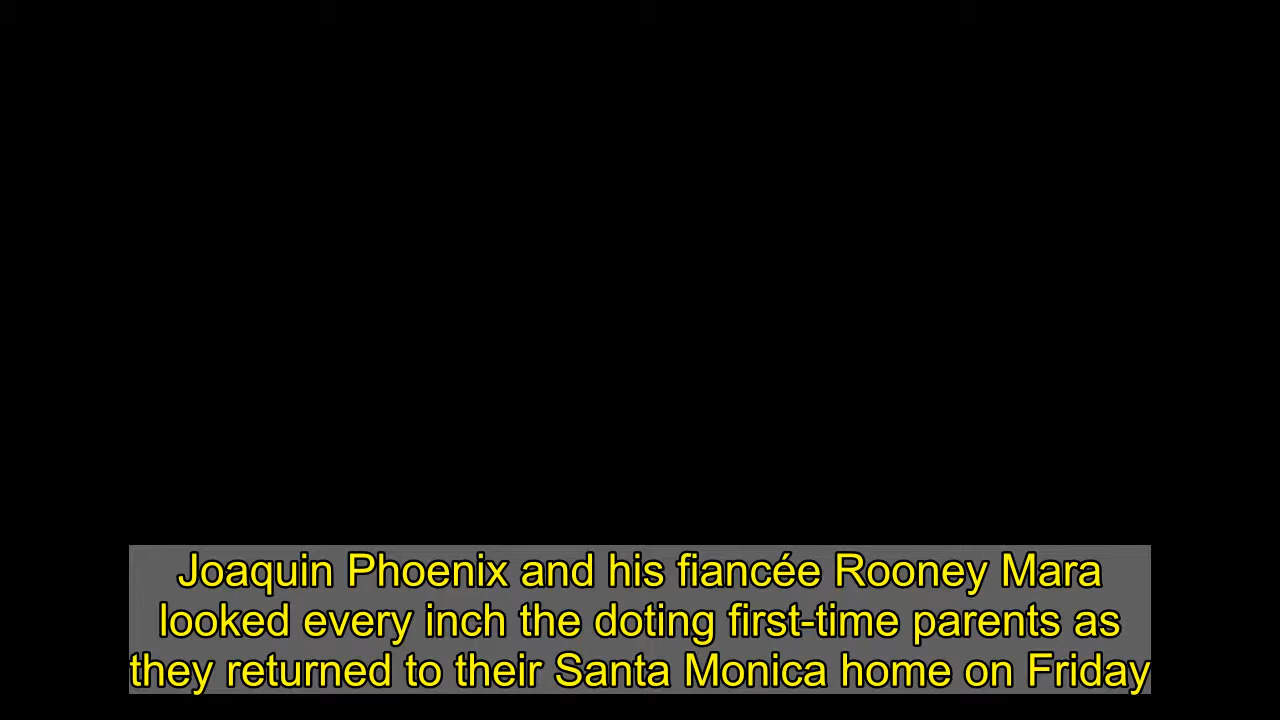 Joaquin Phoenix and his fiancée Rooney Mara
looked every inch the doting first-time parents as
they returned to their Santa Monica home on Friday